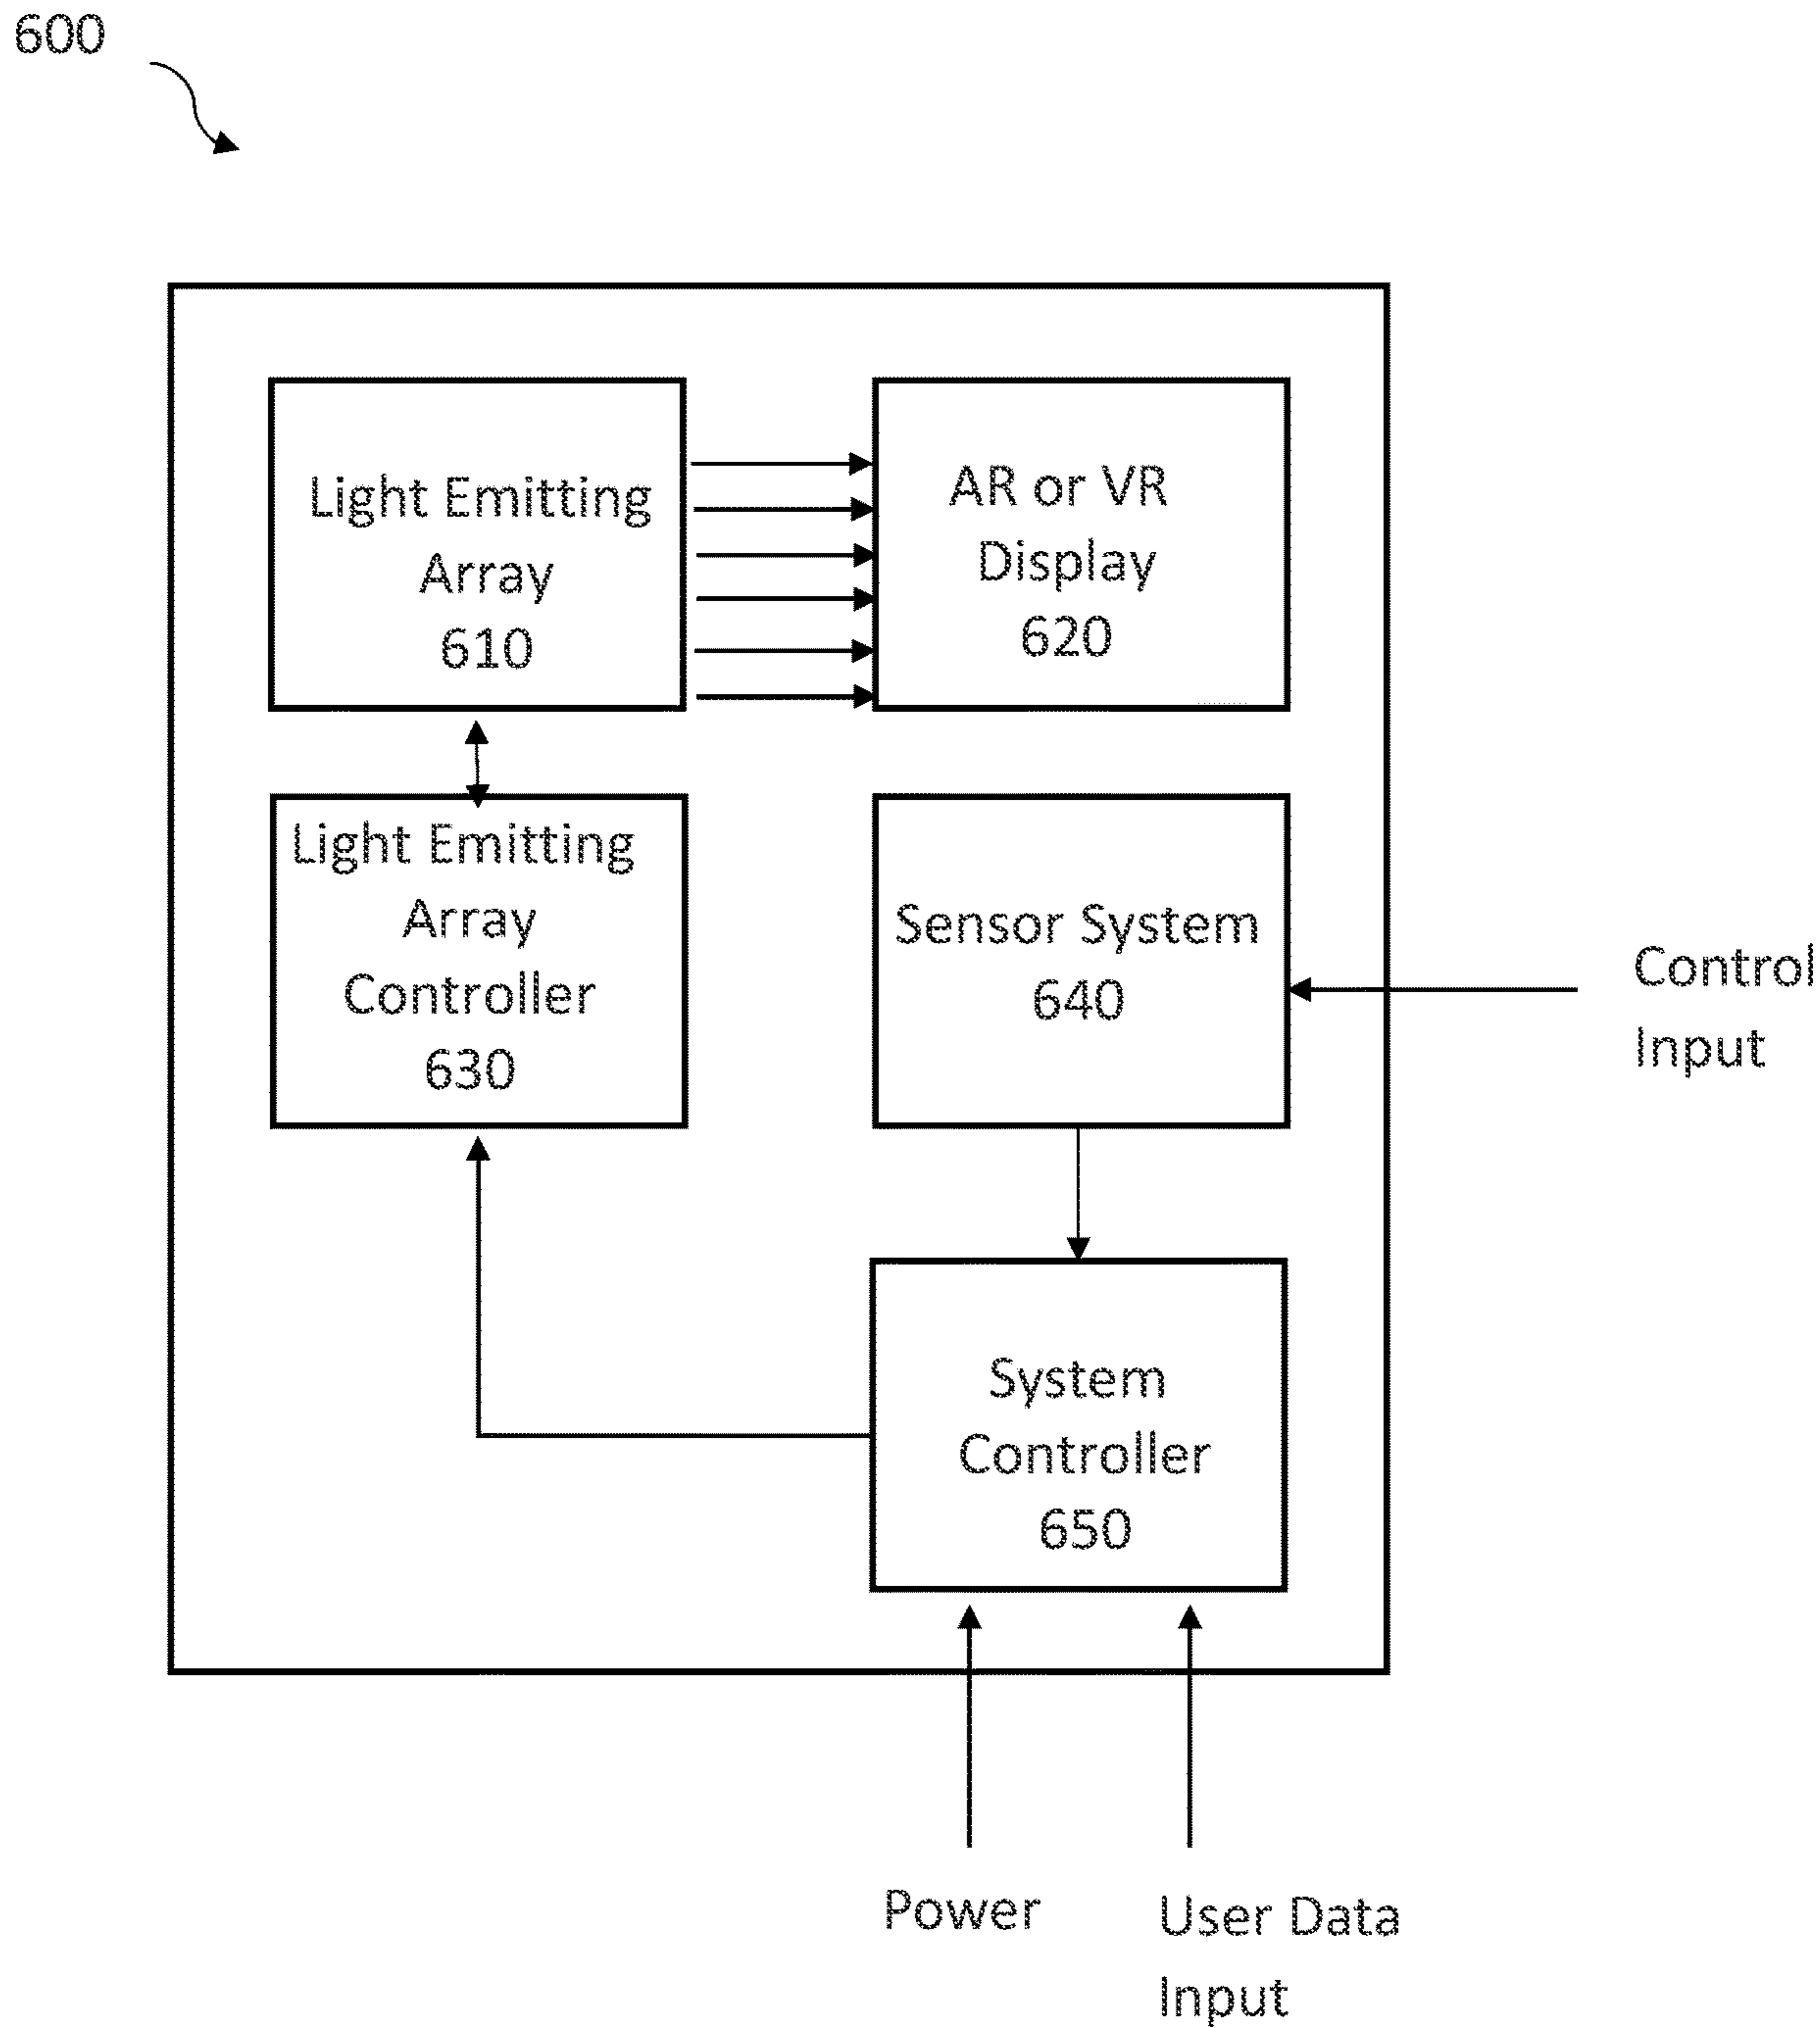 600
Light Emitting
Array
610
AR or VR
Display
620
Light Emitting
Array
Controller
630
Sensor System
640
Control
Input
System
Controller
650
Power
User Data
Input